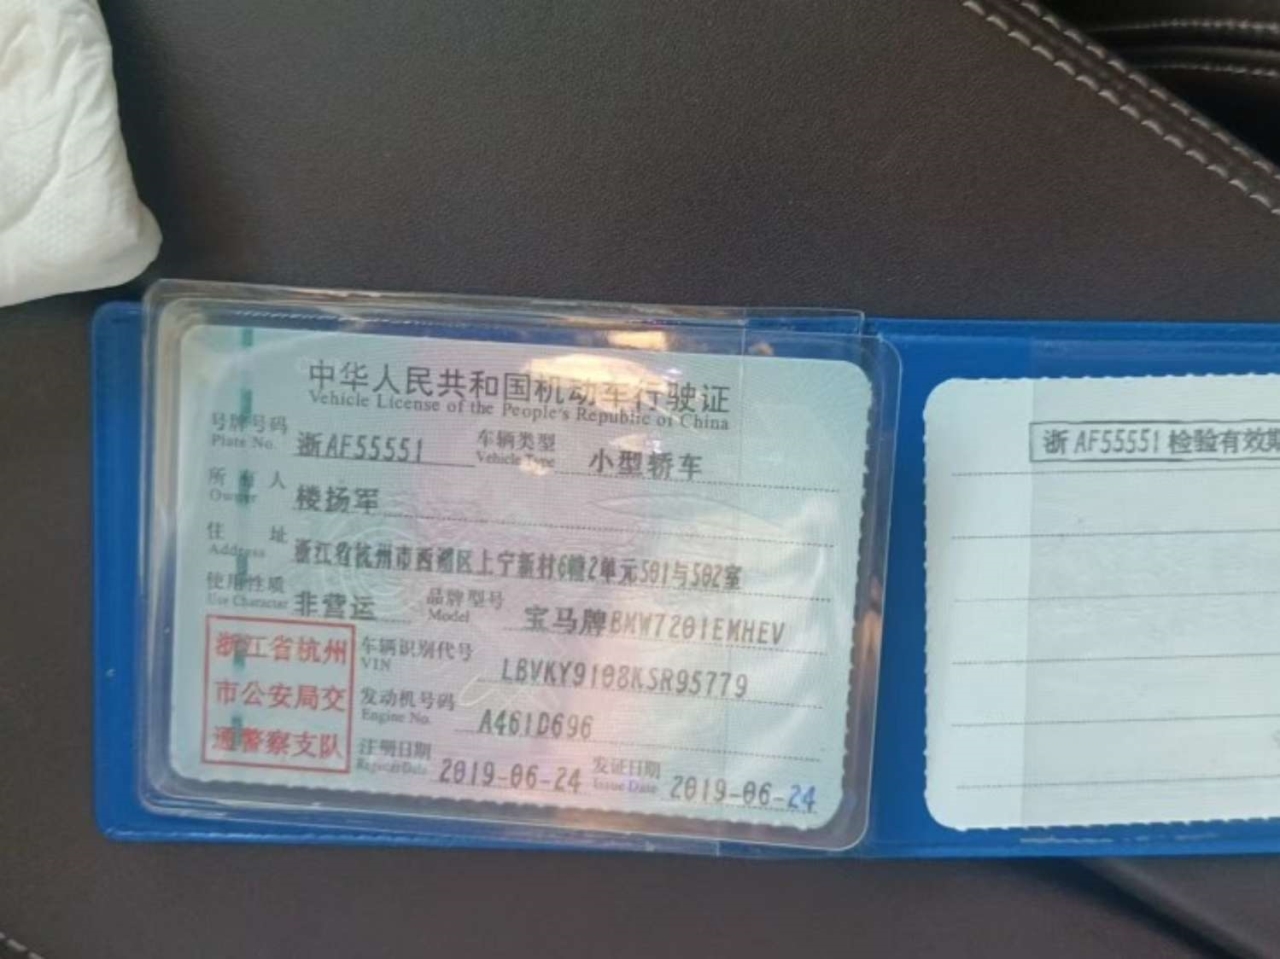 中华人民共和国机动车行驶证
Vehicle License of the People's Republic of China
号牌号码 浙AF55551 车辆类型 小型轿车
Plate No. Vehicle Type
所有人 楼扬军
Owner
住址 浙江省杭州市西湖区上宁新村6幢2单元501与502室
Address
使用性质 非营运 品牌型号 宝马牌BMW7201EMHEV
Use Character Model
浙江省杭州
市公安局交
通警察支队
车辆识别代号 LBVKY9108KSR95779
VIN
发动机号码 A461D696
Engine No.
注册日期 2019-06-24 发证日期 2019-06-24
Register Date Issue Date
浙AF55551检验有效期